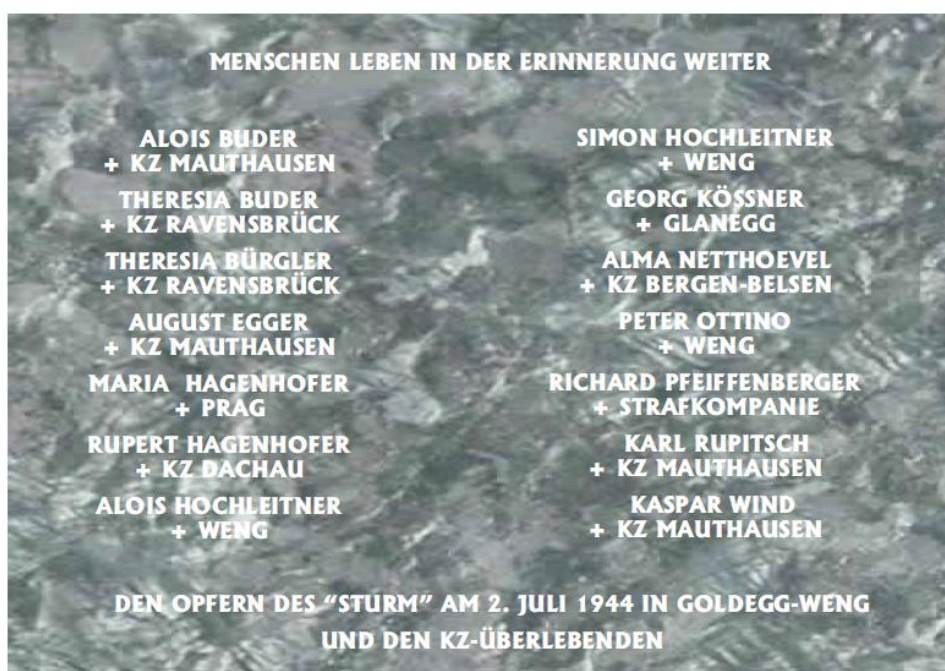 MENSCHEN LEBEN IN DER ERINNERUNG WEITER
ALOIS BUDER
+ KZ MAUTHAUSEN
THERESIA BUDER
+ KZ RAVENSBRÜCK
THERESIA BÜRGLER
+ KZ RAVENSBRÜCK
AUGUST EGGER
+ KZ MAUTHAUSEN
MARIA HAGENHOFER
+ PRAG
RUPERT HAGENHOFER
+ KZ DACHAU
ALOIS HOCHLEITNER
+ WENG
SIMON HOCHLEITNER
+ WENG
GEORG KÖSSNER
+ GLANEGG
ALMA NETTHOEVEL
+ KZ BERGEN-BELSEN
PETER OTTINO
+ WENG
RICHARD PFEIFFENBERGER
+ STRAFKOMPANIE
KARL RUPITSCH
+ KZ MAUTHAUSEN
KASPAR WIND
+ KZ MAUTHAUSEN
DEN OPFERN DES “STURM” AM 2. JULI 1944 IN GOLDEGG-WENG
UND DEN KZ-ÜBERLEBENDEN